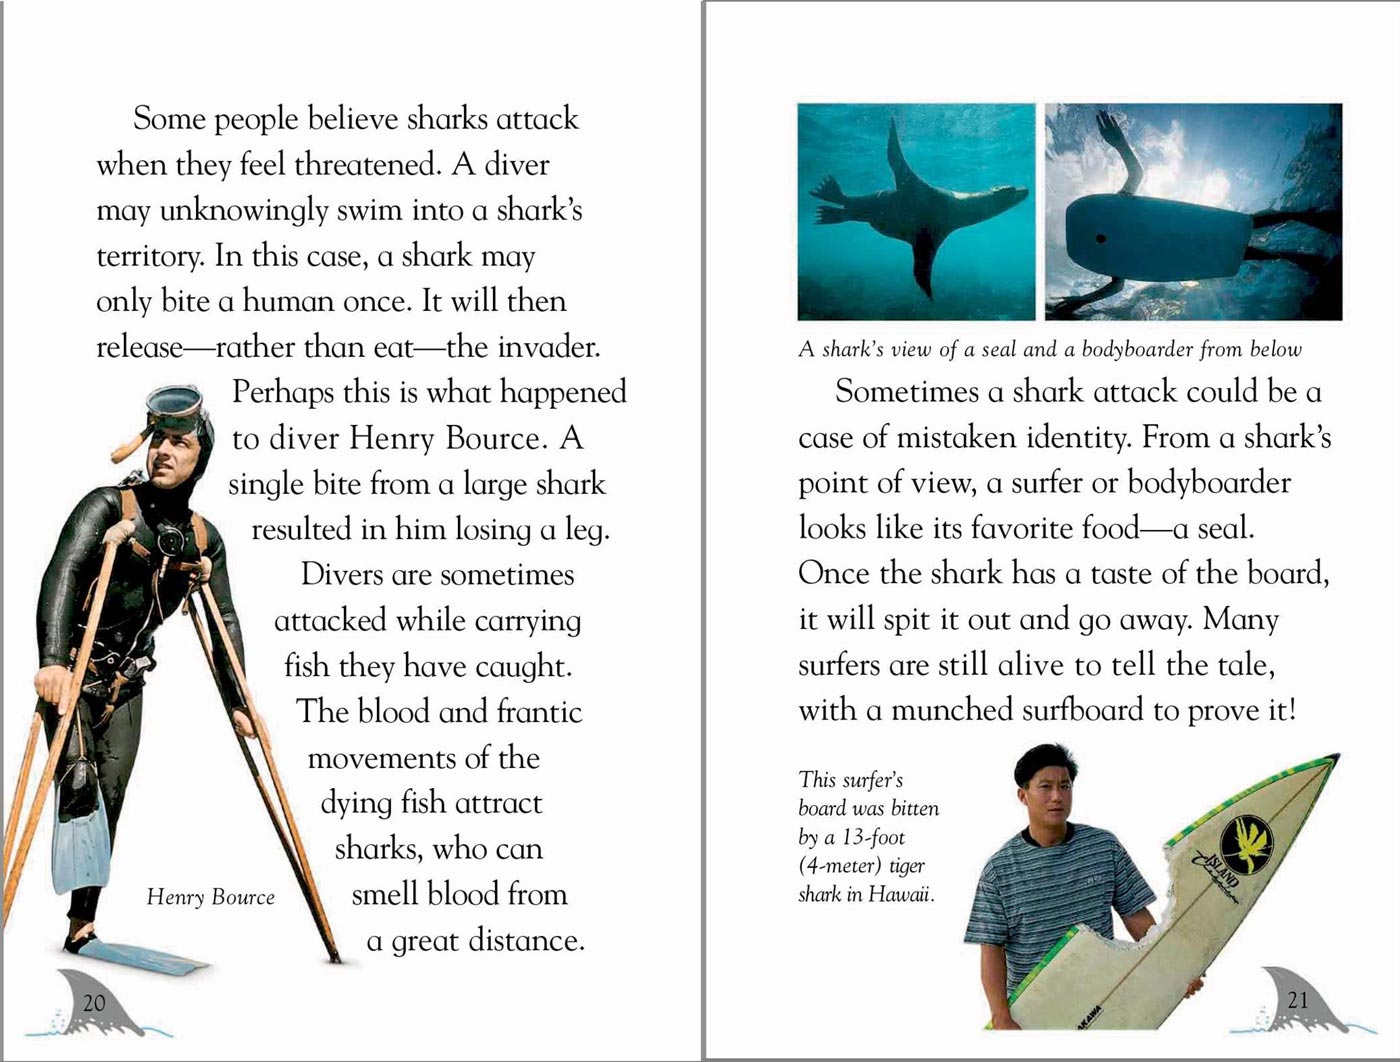 Some people believe sharks attack
when they feel threatened. A diver
may unknowingly swim into a shark's
territory. In this case, a shark may
only bite a human once. It will then
release—rather than eat—the invader.
Perhaps this is what happened
to diver Henry Bource. A
single bite from a large shark
resulted in him losing a leg.
Divers are sometimes
attacked while carrying
fish they have caught.
The blood and frantic
movements of the
dying fish attract
sharks, who can
smell blood from
a great distance.
Henry Bource
20
A shark's view of a seal and a bodyboarder from below
Sometimes a shark attack could be a
case of mistaken identity. From a shark's
point of view, a surfer or bodyboarder
looks like its favorite food—a seal.
Once the shark has a taste of the board,
it will spit it out and go away. Many
surfers are still alive to tell the tale,
with a munched surfboard to prove it!
This surfer's
board was bitten
by a 13-foot
(4-meter) tiger
shark in Hawaii.
ISLAND
AKAWA
21